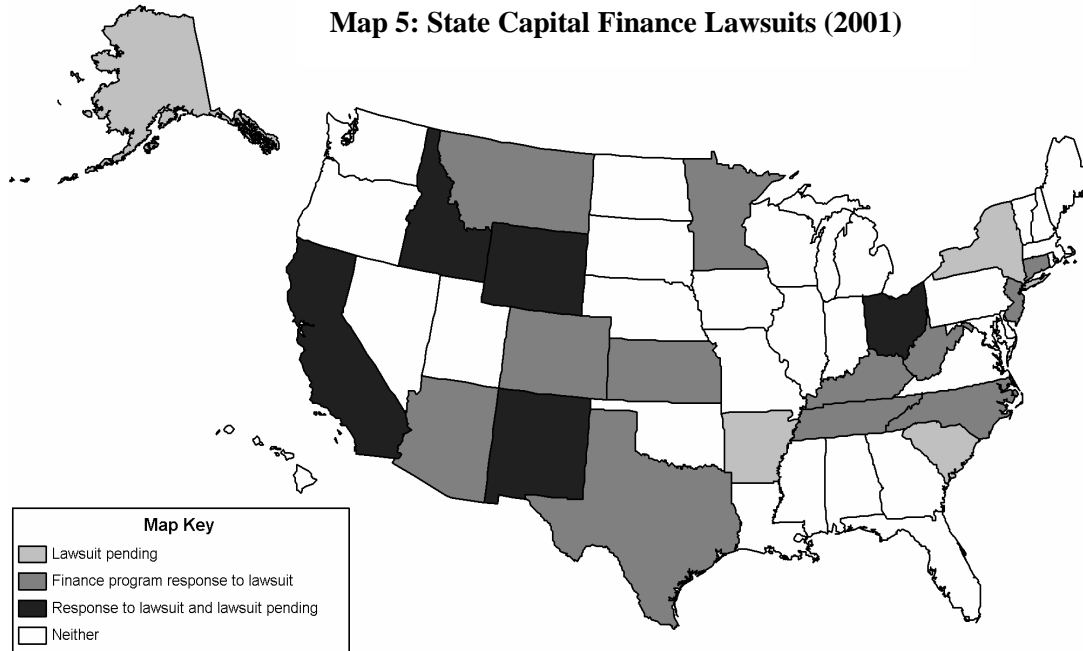 Map 5: State Capital Finance Lawsuits (2001)
Map Key
Lawsuit pending
Finance program response to lawsuit
Response to lawsuit and lawsuit pending
Neither